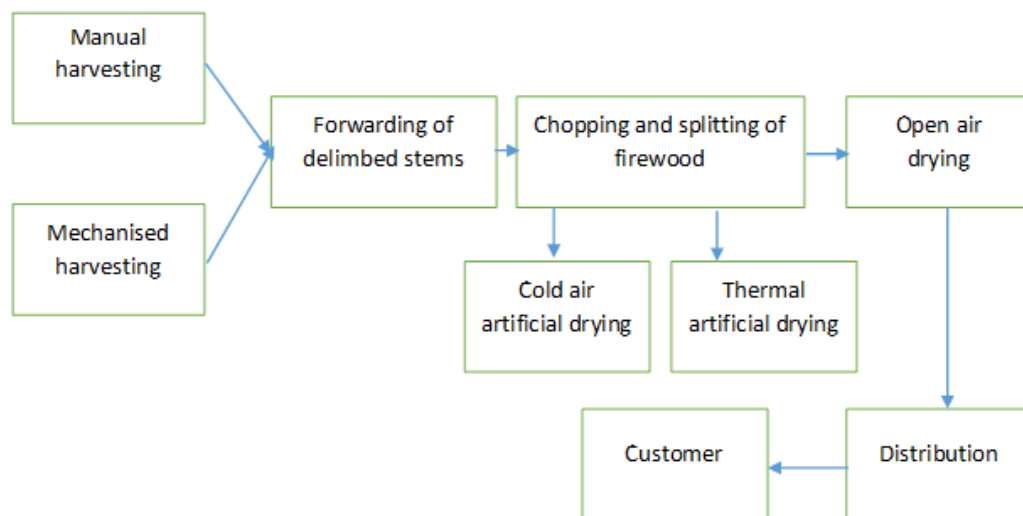 Manual
harvesting
Mechanised
harvesting
Forwarding of
delimbed stems
Chopping and splitting of
firewood
Open air
drying
Cold air
artificial drying
Thermal
artificial drying
Customer
Distribution